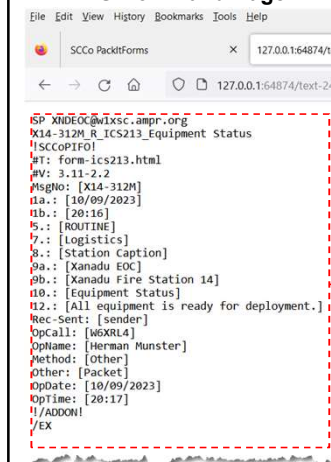 File Edit View History Bookmarks Tools Help
SCCo PackItForms × 127.0.0.1:64874/t
127.0.0.1:64874/text-24
SP XNDEOC@w1xsc.ampr.org
X14-312M_R_ICS213_Equipment Status
!SCCoPIFO!
#T: form-ics213.html
#V: 3.11-2.2
MsgNo: [X14-312M]
1a.: [10/09/2023]
1b.: [20:16]
5.: [ROUTINE]
7.: [Logistics]
8.: [Station Caption]
9a.: [Xanadu EOC]
9b.: [Xanadu Fire Station 14]
10.: [Equipment Status]
12.: [All equipment is ready for deployment.]
Rec-Sent: [sender]
OpCall: [W6XRL4]
OpName: [Herman Munster]
Method: [Other]
Other: [Packet]
OpDate: [10/09/2023]
OpTime: [20:17]
!/ADDON!
/EX